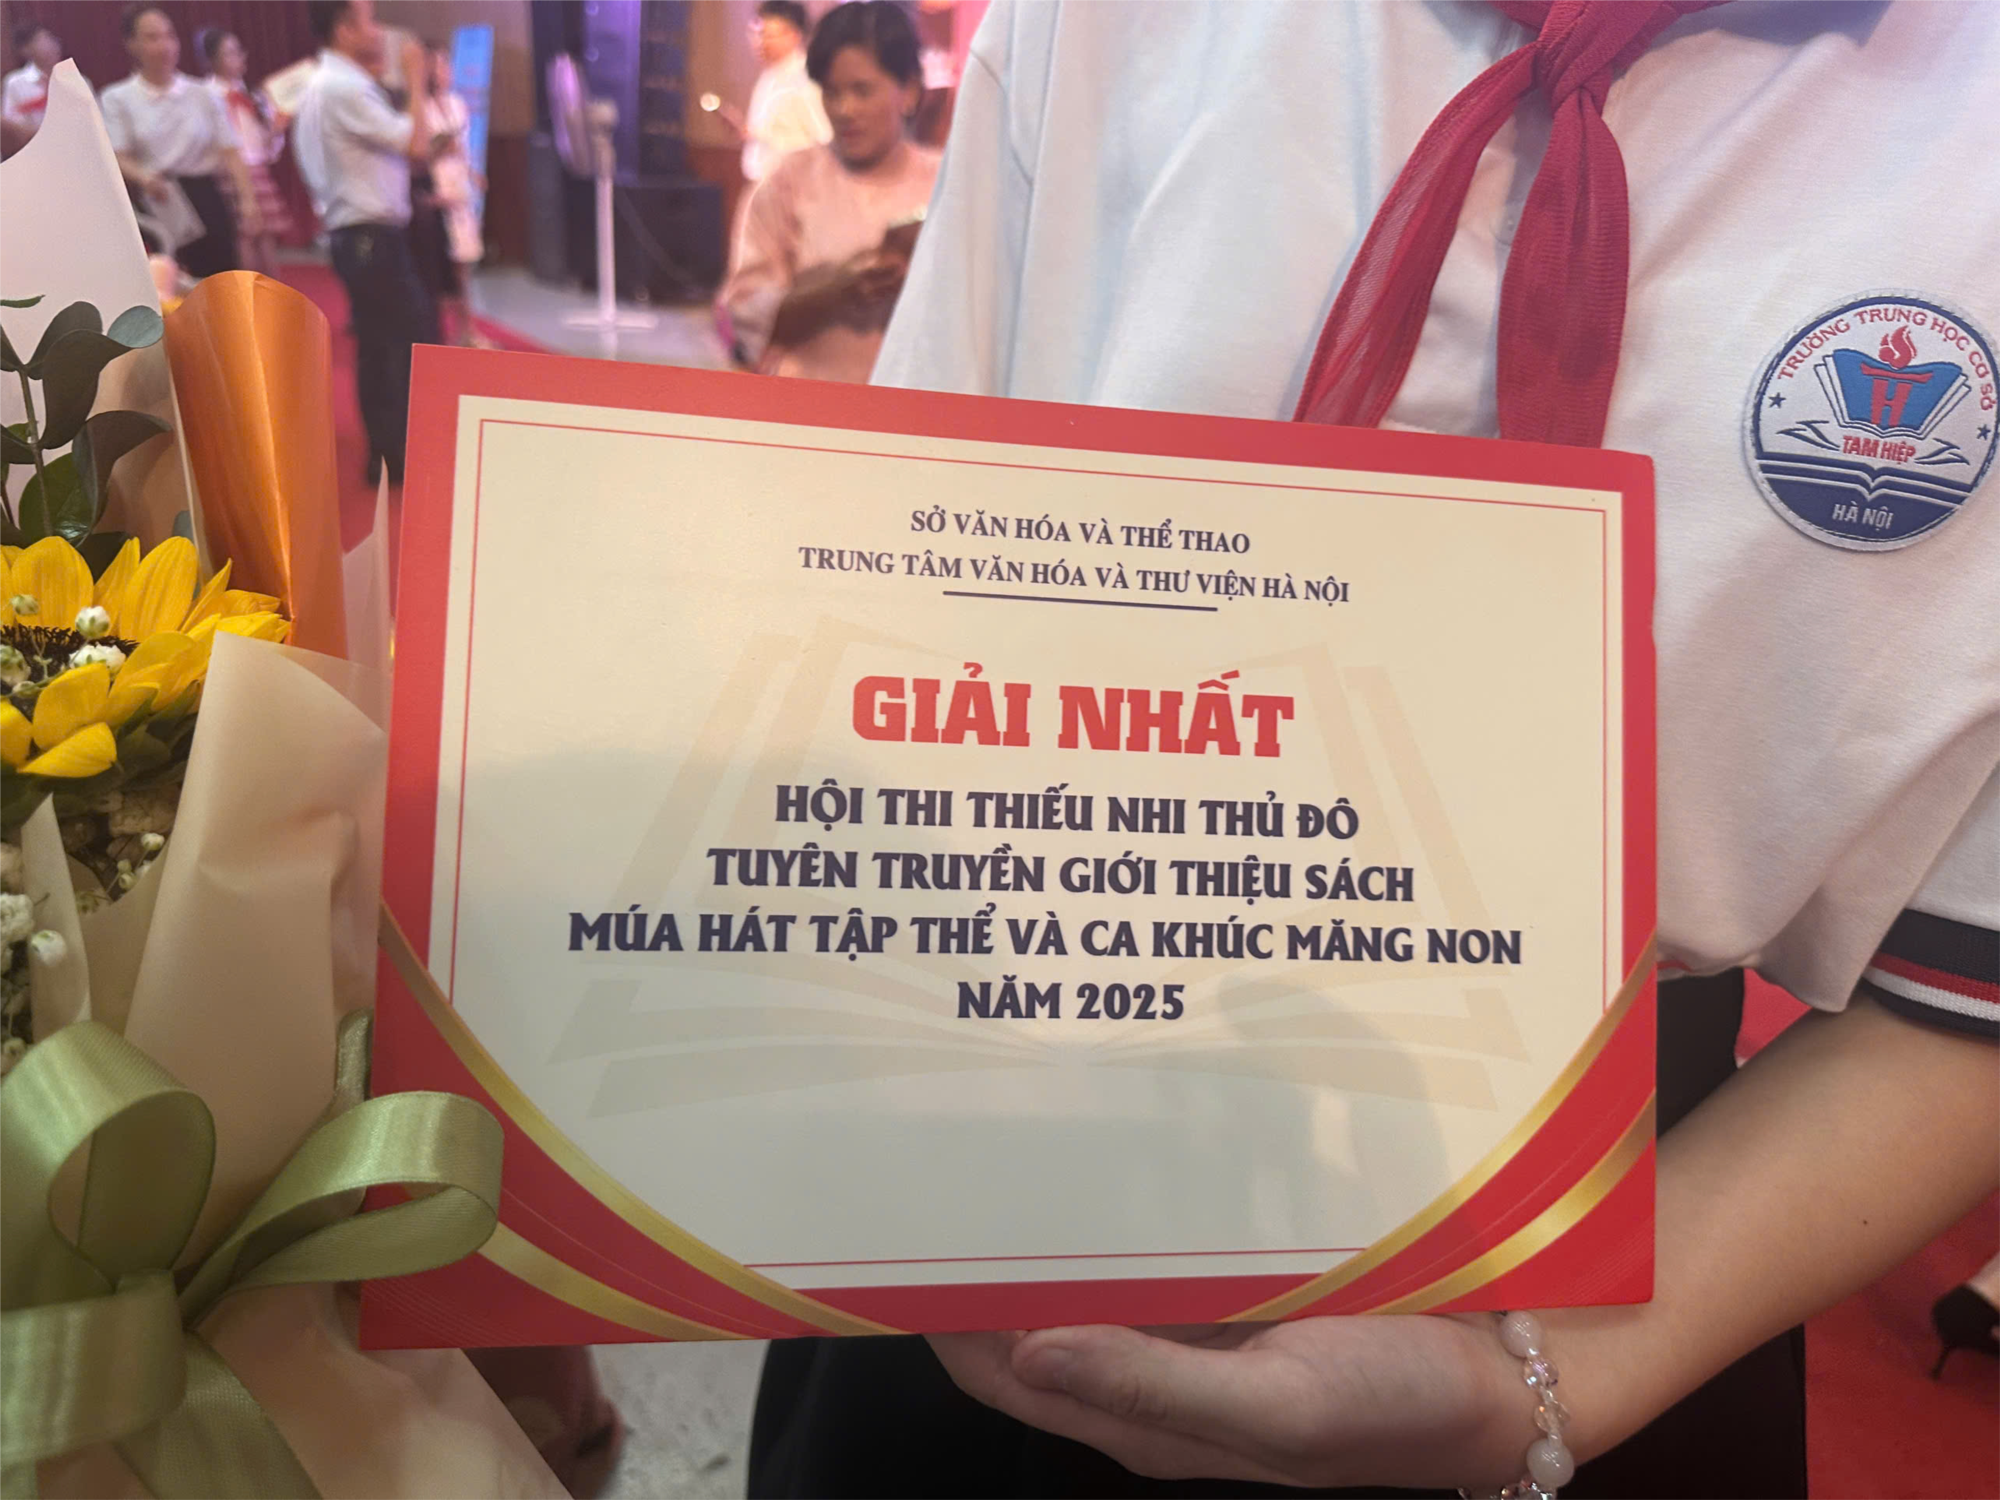 SỞ VĂN HÓA VÀ THỂ THAO
TRUNG TÂM VĂN HÓA VÀ THƯ VIỆN HÀ NỘI
GIẢI NHẤT
HỘI THI THIẾU NHI THỦ ĐÔ
TUYÊN TRUYỀN GIỚI THIỆU SÁCH
MÚA HÁT TẬP THỂ VÀ CA KHÚC MĂNG NON
NĂM 2025
TRƯỜNG TRUNG HỌC CƠ SỞ
TH
TAM HIỆP
HÀ NỘI